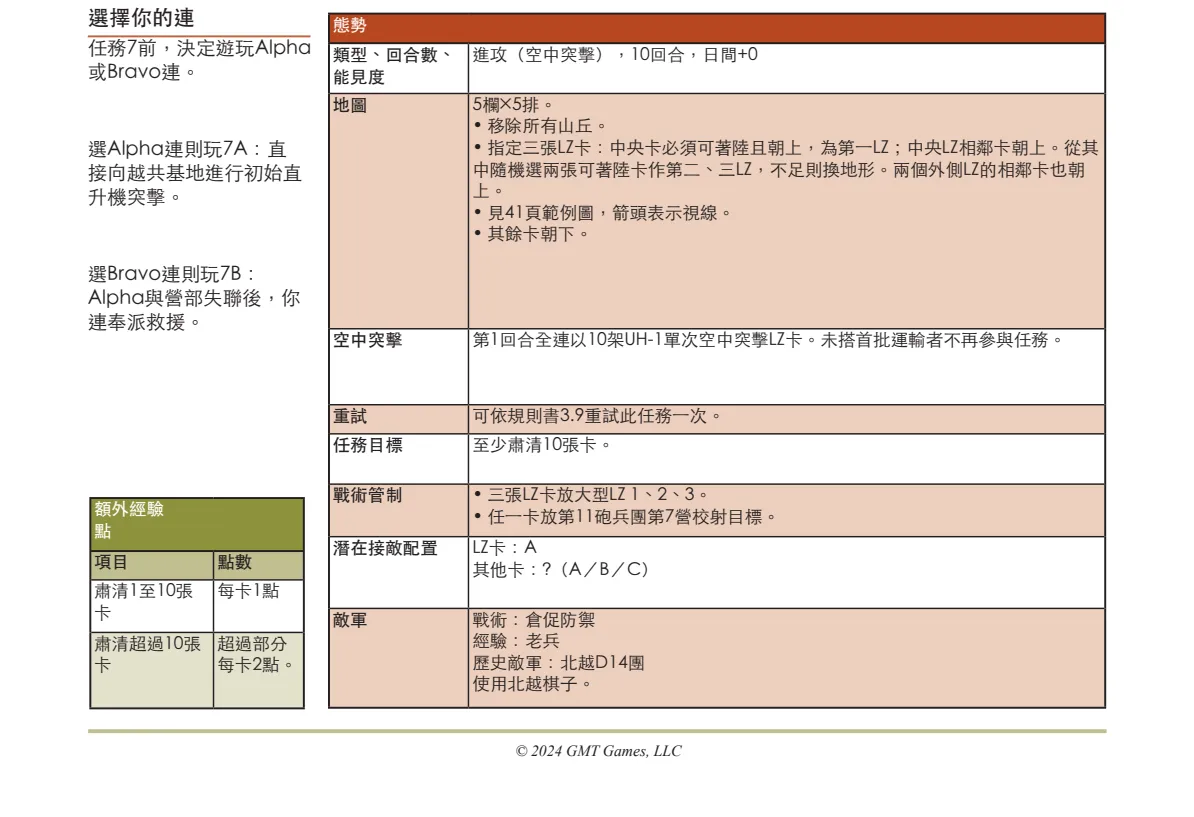 選擇你的連
任務7前，決定遊玩Alpha
或Bravo連。
選Alpha連則玩7A：直
接向越共基地進行初始直
升機突擊。
選Bravo連則玩7B：
Alpha與營部失聯後，你
連奉派救援。
額外經驗
點
項目 點數
肅清1至10張
卡
每卡1點
肅清超過10張
卡
超過部分
每卡2點。
態勢
類型、回合數、
能見度
進攻（空中突擊），10回合，日間+0
地圖
5欄×5排。
• 移除所有山丘。
• 指定三張LZ卡：中央卡必須可著陸且朝上，為第一LZ；中央LZ相鄰卡朝上。從其
中隨機選兩張可著陸卡作第二、三LZ，不足則換地形。兩個外側LZ的相鄰卡也朝
上。
• 見41頁範例圖，箭頭表示視線。
• 其餘卡朝下。
空中突擊
第1回合全連以10架UH-1單次空中突擊LZ卡。未搭首批運輸者不再參與任務。
重試
可依規則書3.9重試此任務一次。
任務目標
至少肅清10張卡。
戰術管制
• 三張LZ卡放大型LZ 1、2、3。
• 任一卡放第11砲兵團第7營校射目標。
潛在接敵配置
LZ卡：A
其他卡：?（A／B／C）
敵軍
戰術：倉促防禦
經驗：老兵
歷史敵軍：北越D14團
使用北越棋子。
© 2024 GMT Games, LLC